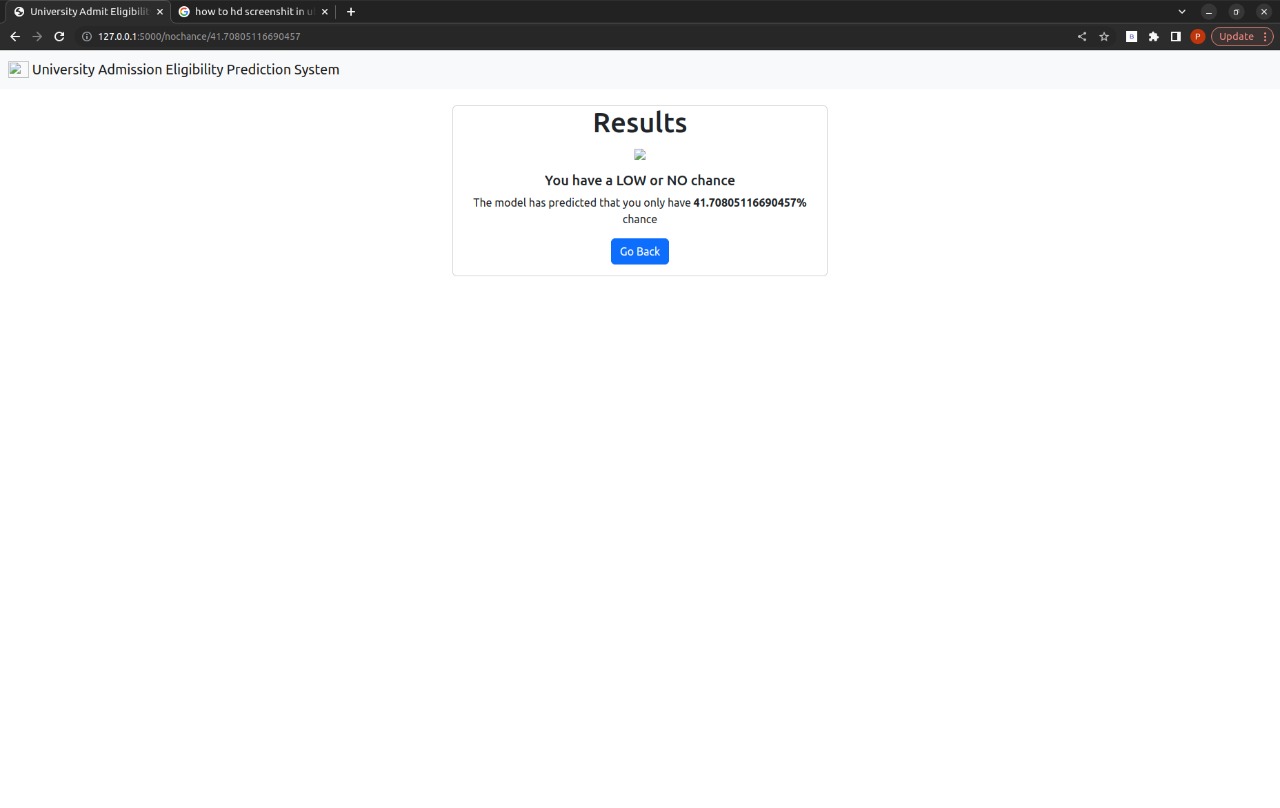 University Admit Eligibilit
how to hd screenshit in u
127.0.0.1:5000/nochance/41.70805116690457
B
P
Update
University Admission Eligibility Prediction System
Results
You have a LOW or NO chance
The model has predicted that you only have 41.70805116690457%
chance
Go Back